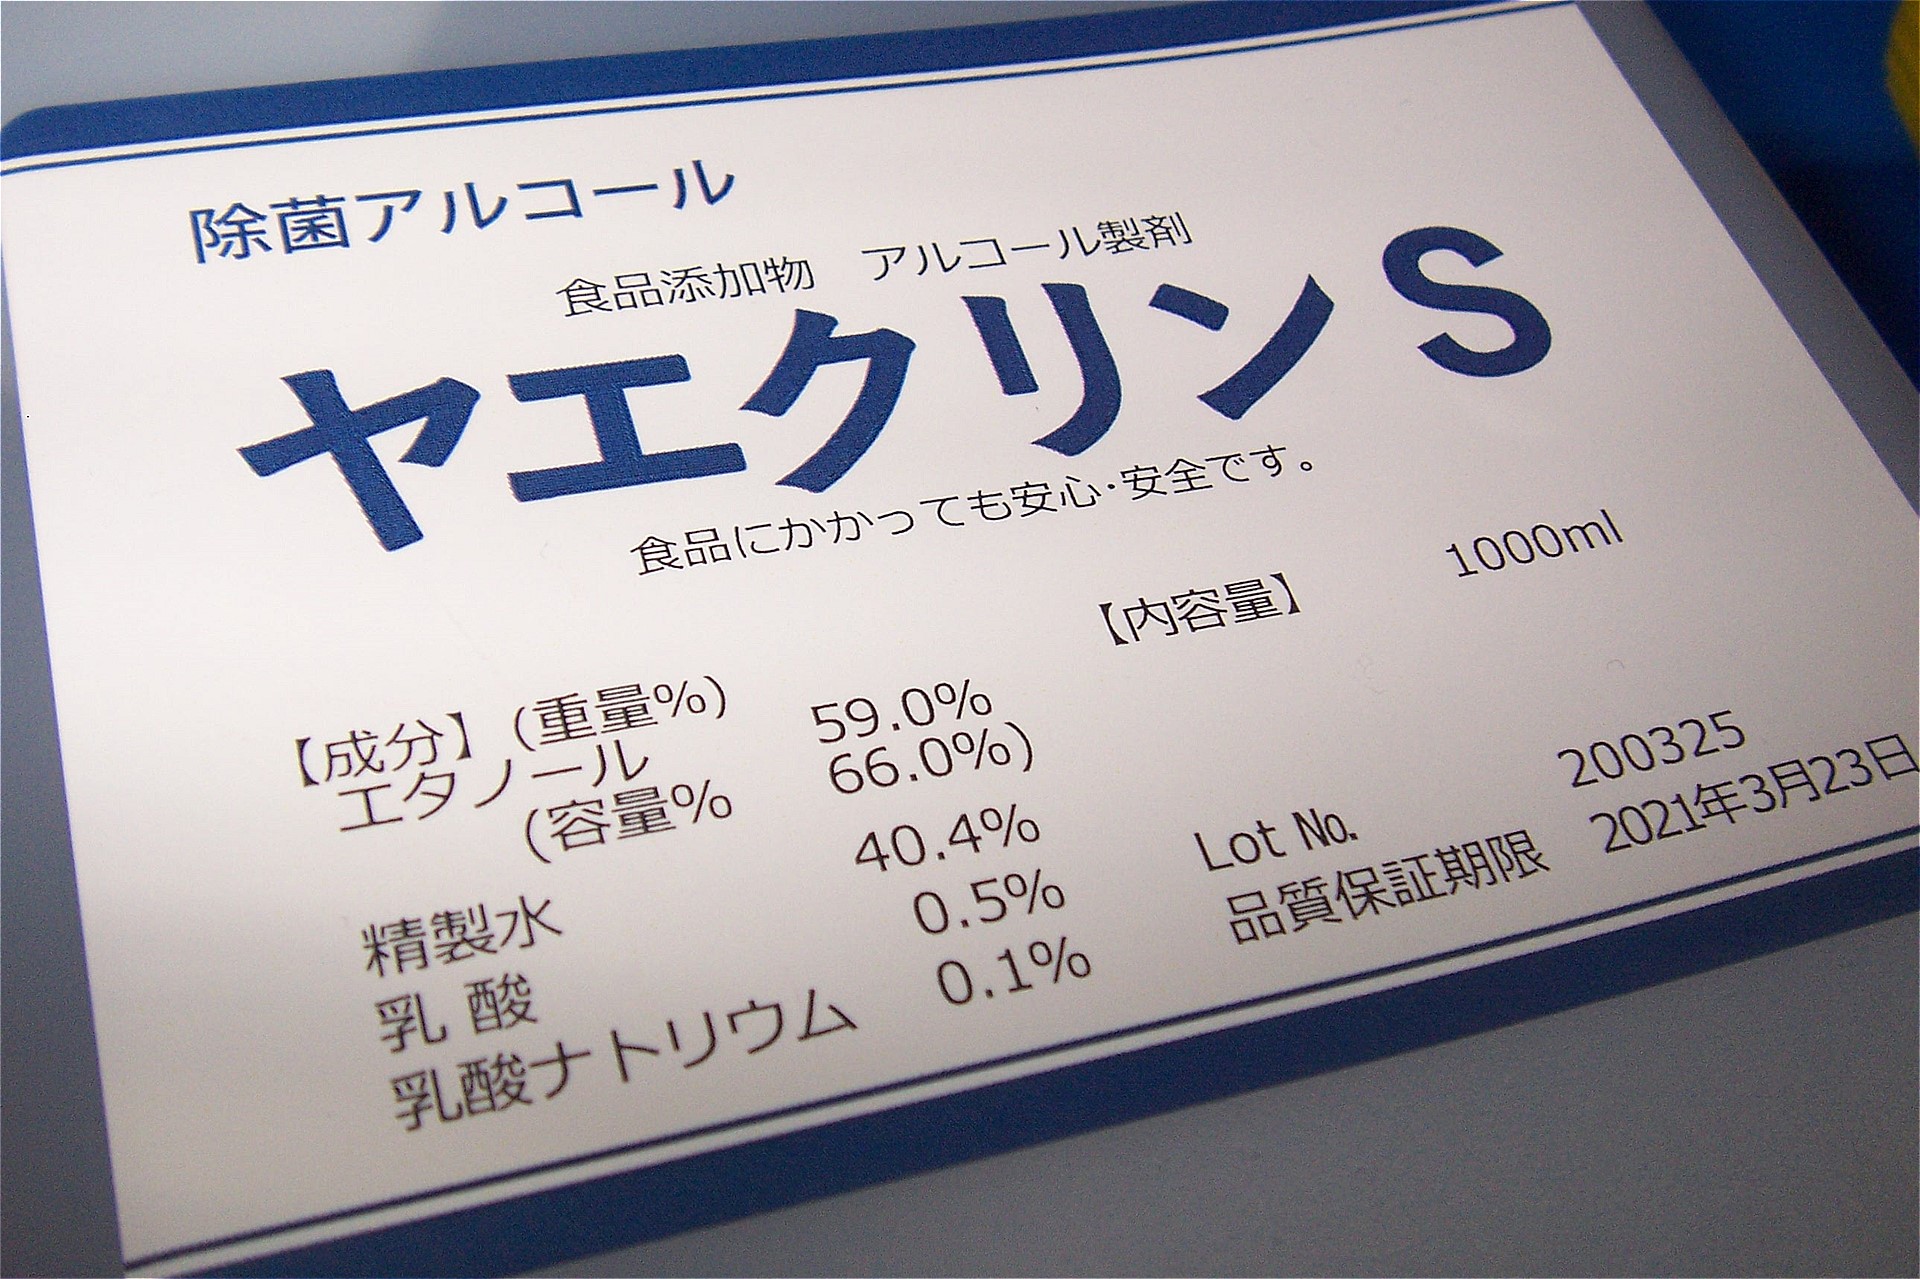 除菌アルコール
食品添加物　アルコール製剤
ヤエクリンS
食品にかかっても安心・安全です。
【内容量】　1000ml
【成分】(重量%)
エタノール　59.0%
(容量%　66.0%)
精製水　40.4%
乳 酸　0.5%
乳酸ナトリウム　0.1%
Lot №.　200325
品質保証期限　2021年3月23日